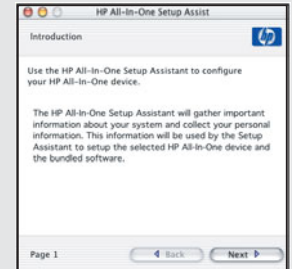 HP All-In-One Setup Assist
Introduction
hp
Use the HP All-In-One Setup Assistant to configure
your HP All-In-One device.
The HP All-In-One Setup Assistant will gather important
information about your system and collect your personal
information. This information will be used by the Setup
Assistant to setup the selected HP All-In-One device and
the bundled software.
Page 1
Back
Next